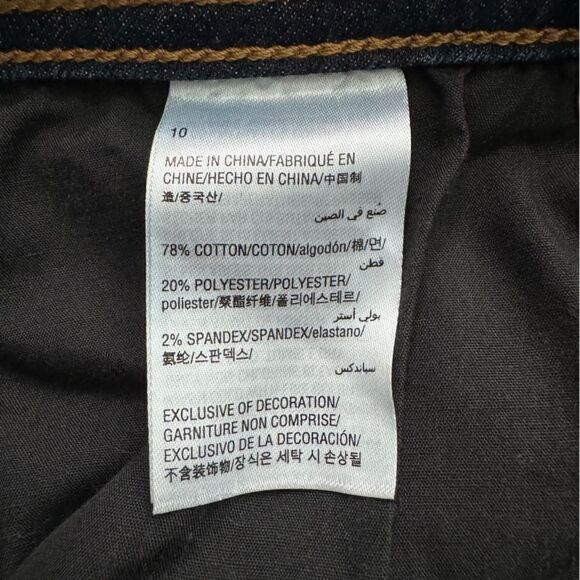 10
MADE IN CHINA/FABRIQUÉ EN
CHINE/HECHO EN CHINA/中国制
造/중국산/
صُنع في الصين
78% COTTON/COTON/algodón/棉/면/
قطن
20% POLYESTER/POLYESTER/
poliester/聚酯纤维/폴리에스테르/
بولي أستر
2% SPANDEX/SPANDEX/elastano/
氨纶/스판덱스/
سباندكس
EXCLUSIVE OF DECORATION/
GARNITURE NON COMPRISE/
EXCLUSIVO DE LA DECORACIÓN/
不含装饰物/장식은 세탁 시 손상될